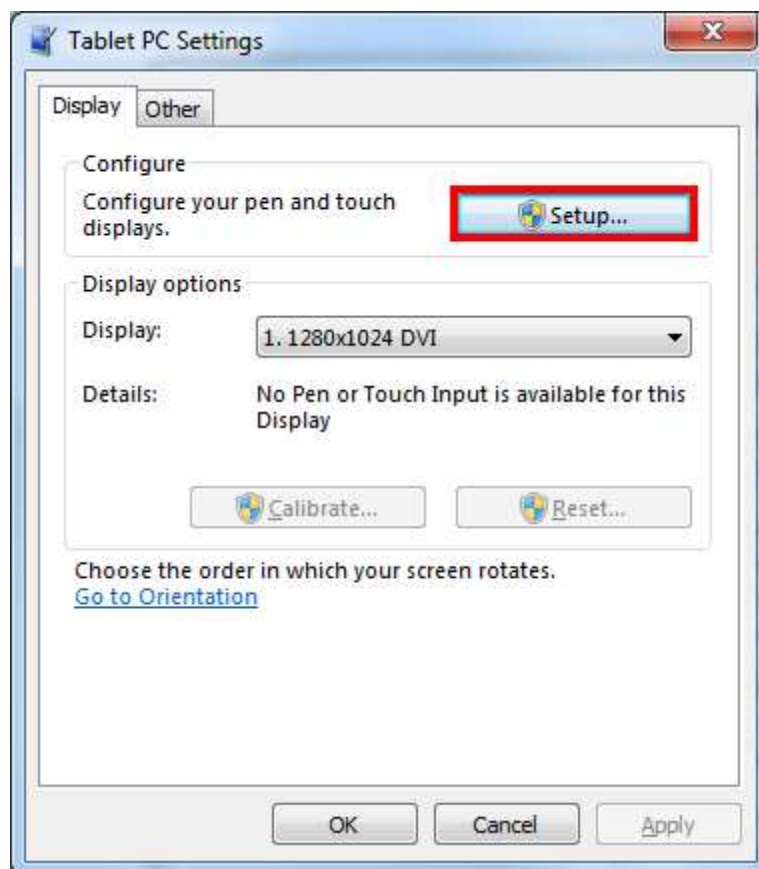 Tablet PC Settings
Display
Other
Configure
Configure your pen and touch
displays.
Setup...
Display options
Display:
1. 1280x1024 DVI
Details:
No Pen or Touch Input is available for this
Display
Calibrate...
Reset...
Choose the order in which your screen rotates.
Go to Orientation
OK
Cancel
Apply